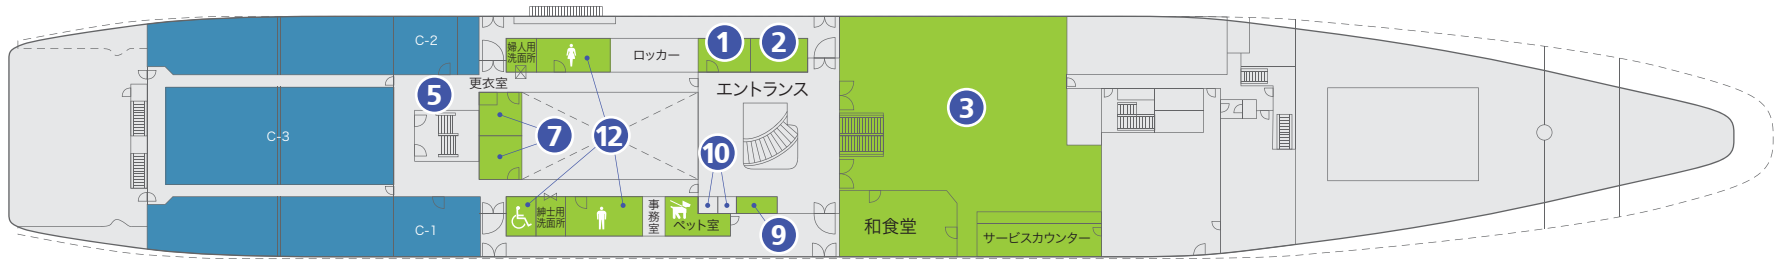 C-2
婦人用
洗面所
ロッカー
1
2
更衣室
エントランス
5
3
C-3
7
12
10
紳士用
洗面所
事務室
ペット室
9
C-1
和食堂
サービスカウンター